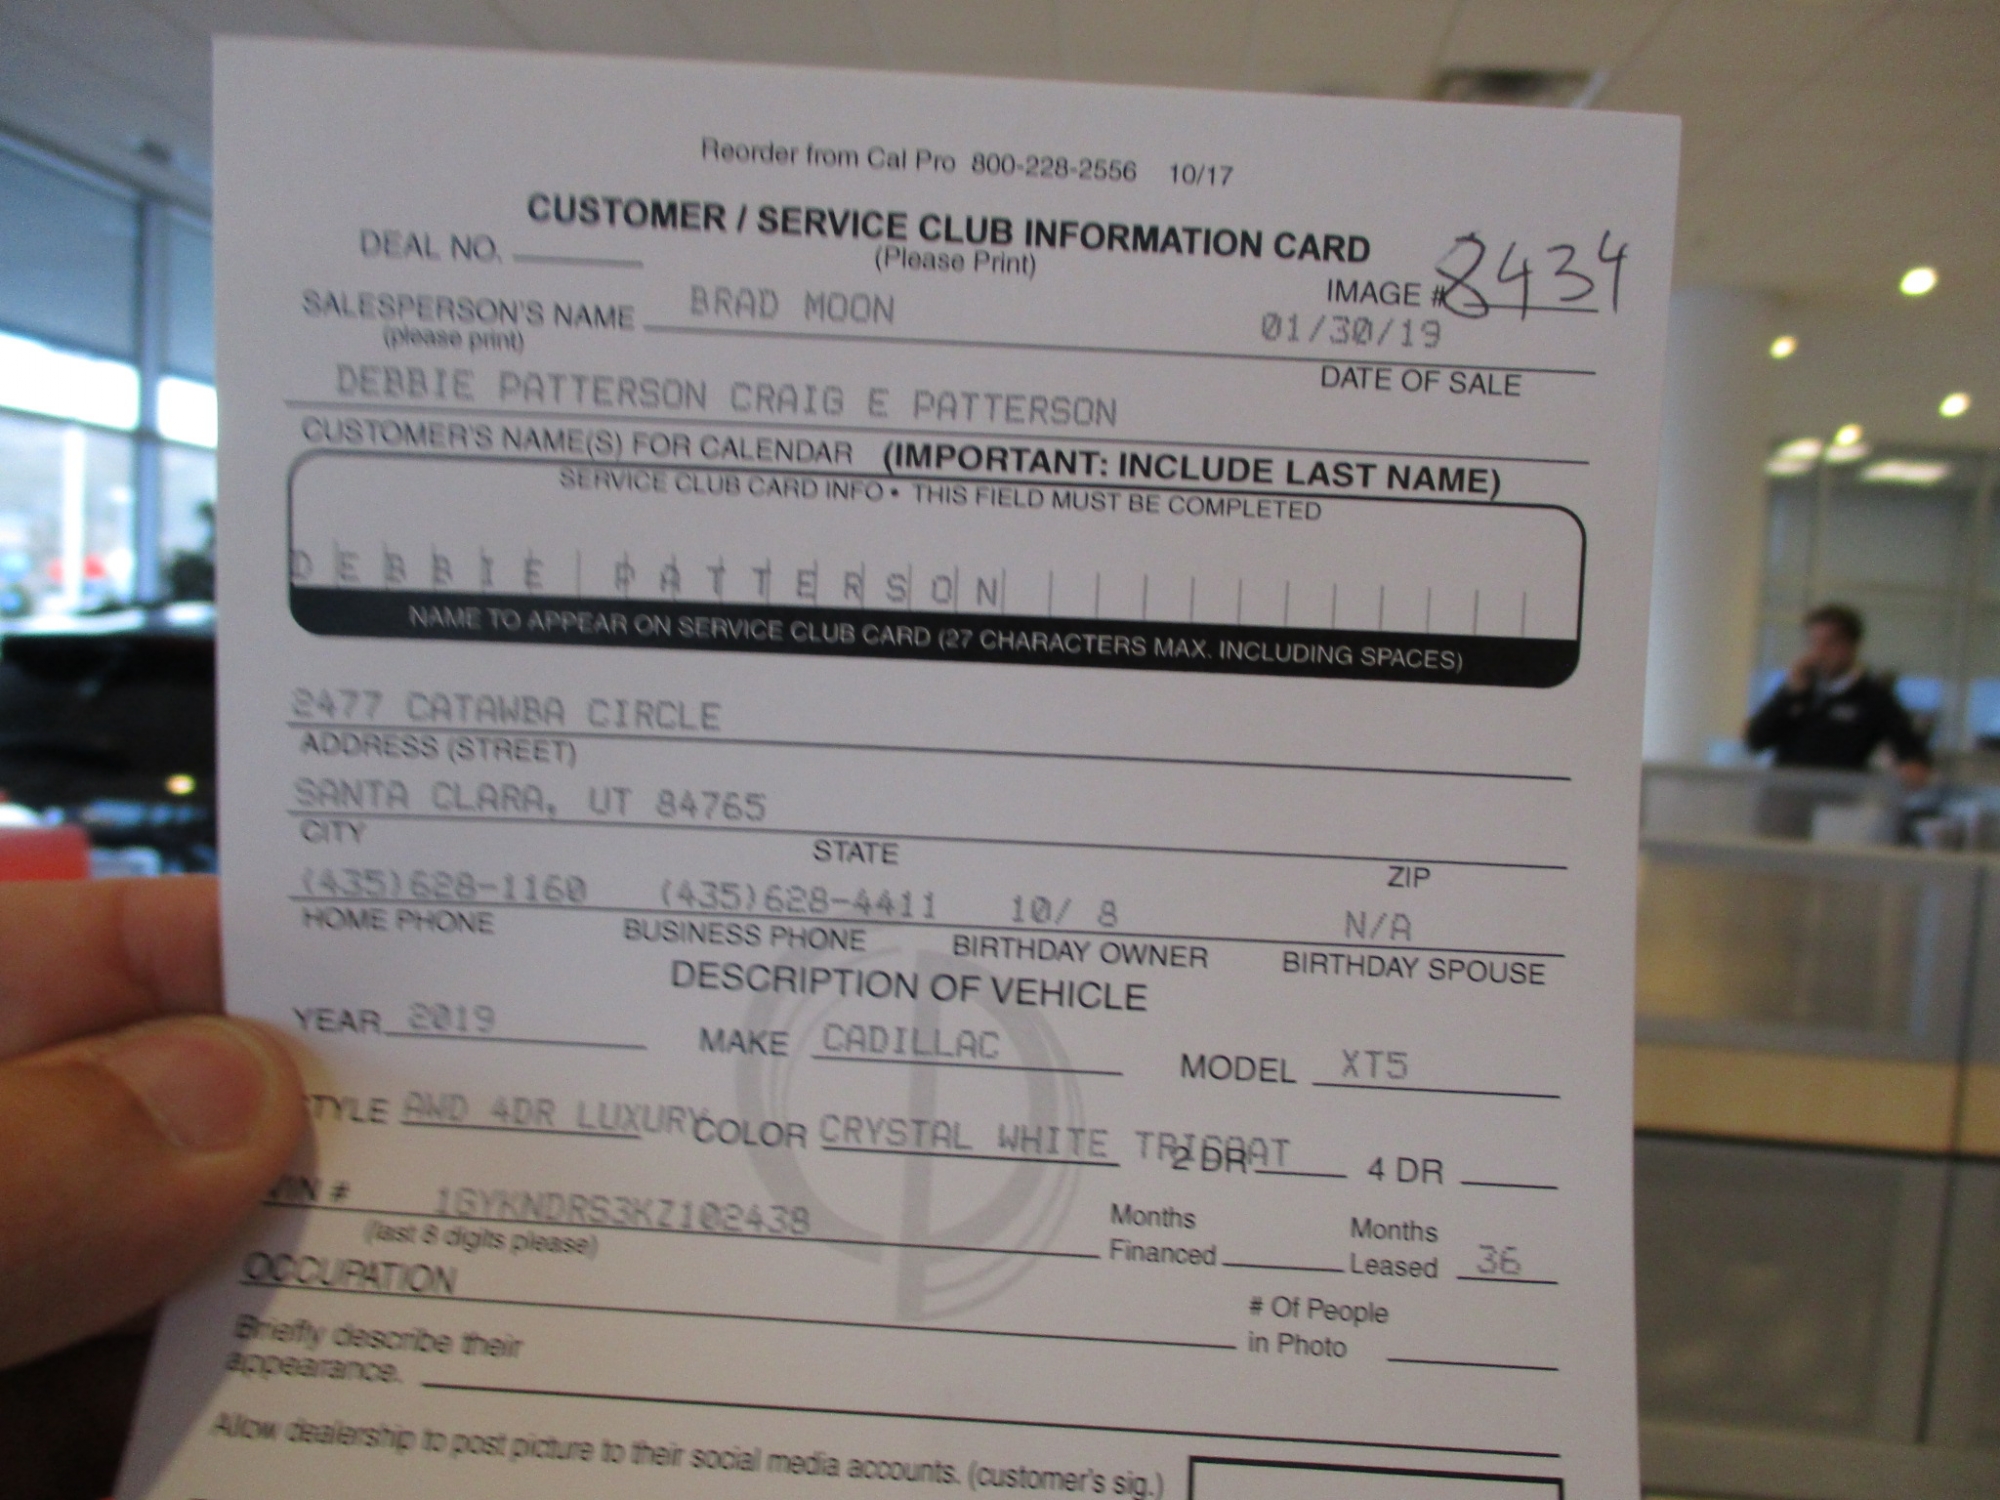 Reorder from Cal Pro 800-228-2556 10/17
CUSTOMER / SERVICE CLUB INFORMATION CARD
DEAL NO.
(Please Print)
IMAGE # 8434
SALESPERSON'S NAME BRAD MOON
(please print)
01/30/19
DATE OF SALE
DEBBIE PATTERSON CRAIG E PATTERSON
CUSTOMER'S NAME(S) FOR CALENDAR (IMPORTANT: INCLUDE LAST NAME)
SERVICE CLUB CARD INFO • THIS FIELD MUST BE COMPLETED
DEBBIE PATTERSON
NAME TO APPEAR ON SERVICE CLUB CARD (27 CHARACTERS MAX. INCLUDING SPACES)
2477 CATAWBA CIRCLE
ADDRESS (STREET)
SANTA CLARA, UT 84765
CITY STATE ZIP
(435)628-1160 (435)628-4411 10/ 8 N/A
HOME PHONE BUSINESS PHONE BIRTHDAY OWNER BIRTHDAY SPOUSE
DESCRIPTION OF VEHICLE
YEAR 2019 MAKE CADILLAC MODEL XT5
TYLE AWD 4DR LUXURY COLOR CRYSTAL WHITE 2 DR 4 DR
VIN # 1GYKNDRS3KZ102438
(last 8 digits please)
Months Financed
Months Leased 36
OCCUPATION
# Of People in Photo
Briefly describe their
appearance.
Allow dealership to post picture to their social media accounts. (customer's sig.)